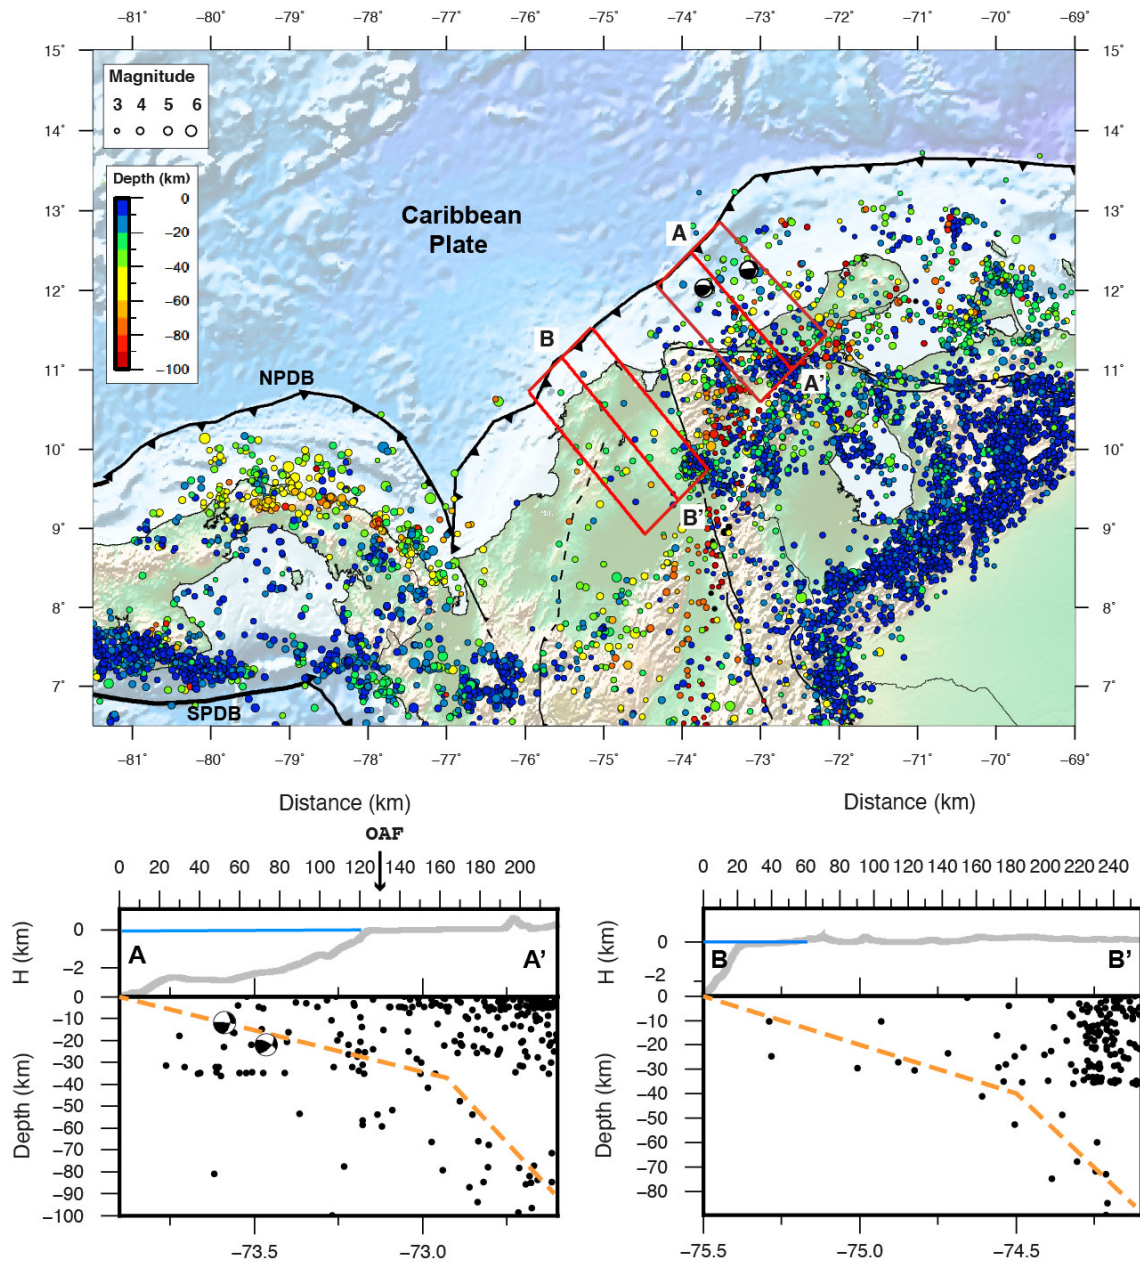 −81° −80° −79° −78° −77° −76° −75° −74° −73° −72° −71° −70° −69°
15° 15°
Magnitude
3 4 5 6
14° 14°
Depth (km)
0
−20
−40
−60
−80
−100
13° 13°
Caribbean
Plate
A
12° 12°
B
11° 11°
NPDB
A'
10° 10°
B'
9° 9°
8° 8°
7° 7°
SPDB
−81° −80° −79° −78° −77° −76° −75° −74° −73° −72° −71° −70° −69°
Distance (km) Distance (km)
OAF
0 20 40 60 80 100 120 140 160 180 200
0 20 40 60 80 100 120 140 160 180 200 220 240
H (km)
0
−2
A A'
H (km)
0
−2
B B'
Depth (km)
0
−10
−20
−30
−40
−50
−60
−70
−80
−90
−100
−73.5 −73.0
Depth (km)
0
−10
−20
−30
−40
−50
−60
−70
−80
−75.5 −75.0 −74.5